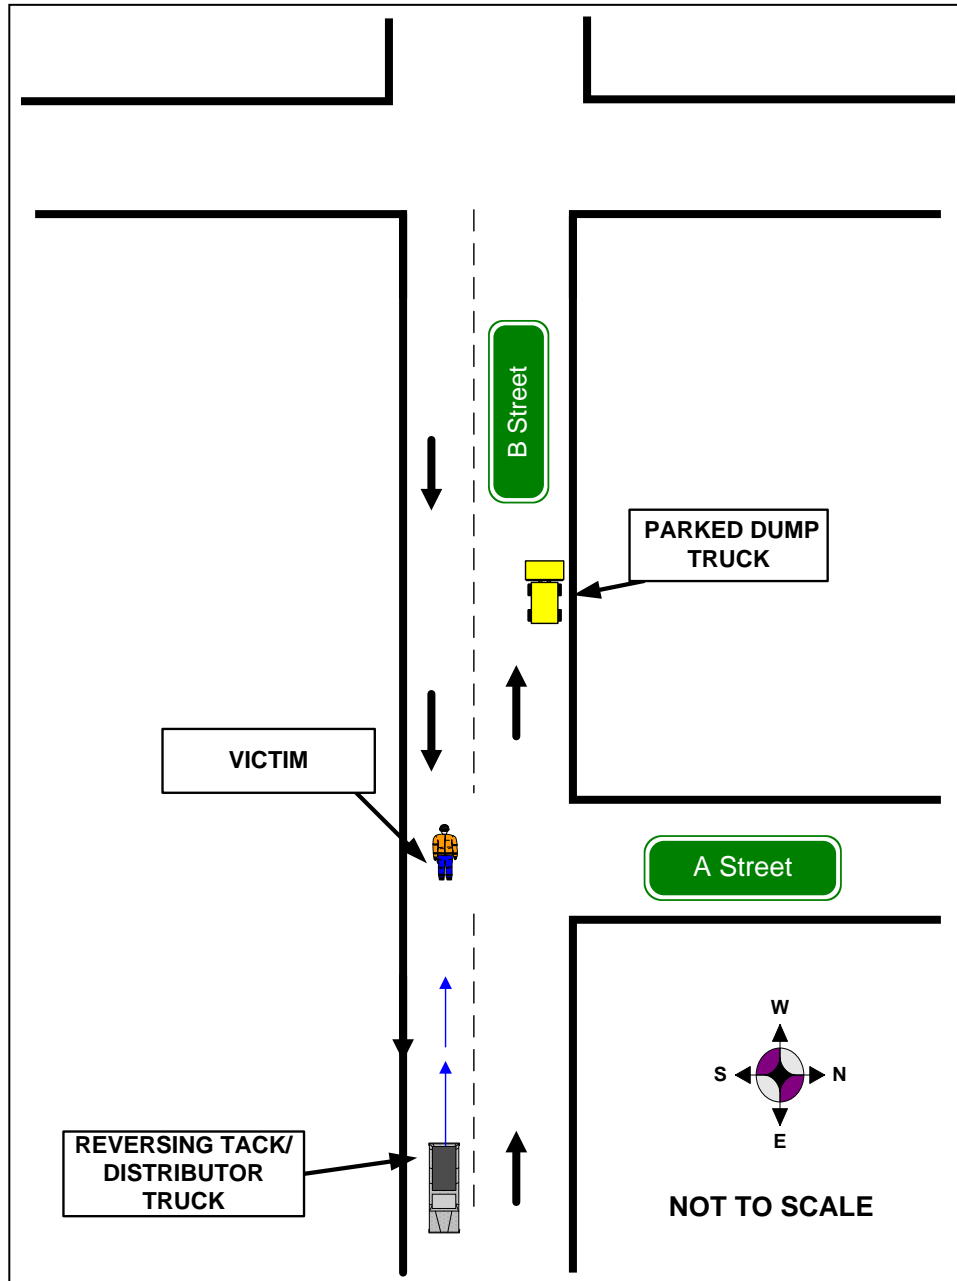 B Street
PARKED DUMP
TRUCK
VICTIM
A Street
W
S
N
E
REVERSING TACK/
DISTRIBUTOR
TRUCK
NOT TO SCALE